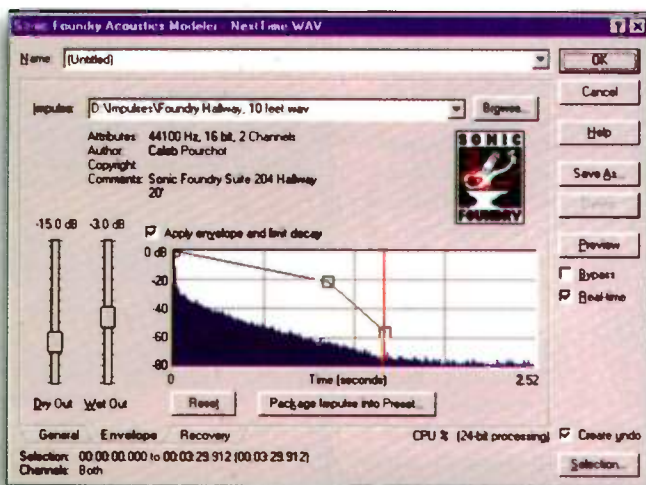 Sonic Foundry Acoustics Modeler - NextTime WAV
Name: (Untitled)
OK
Impulse: D:\Impulses\Foundry Hallway, 10 feet.wav
Browse...
Cancel
Attributes: 44100 Hz, 16 bit, 2 Channels
Author: Caleb Pourchot
Copyright:
Comments: Sonic Foundry Suite 204 Hallway
20'
SONIC
FOUNDRY
Help
Save As...
-15.0 dB -3.0 dB
Apply envelope and limit decay
Preview
0 dB
-20
-40
-60
-80
Bypass
Real-time
0 Time (seconds) 2.52
Dry Out Wet Out
Reset
Package Impulse into Preset...
General Envelope Recovery
CPU % (24-bit processing)
Create undo
Selection: 00:00:00.000 to 00:03:29.912 (00:03:29.912)
Channels: Both
Selection...